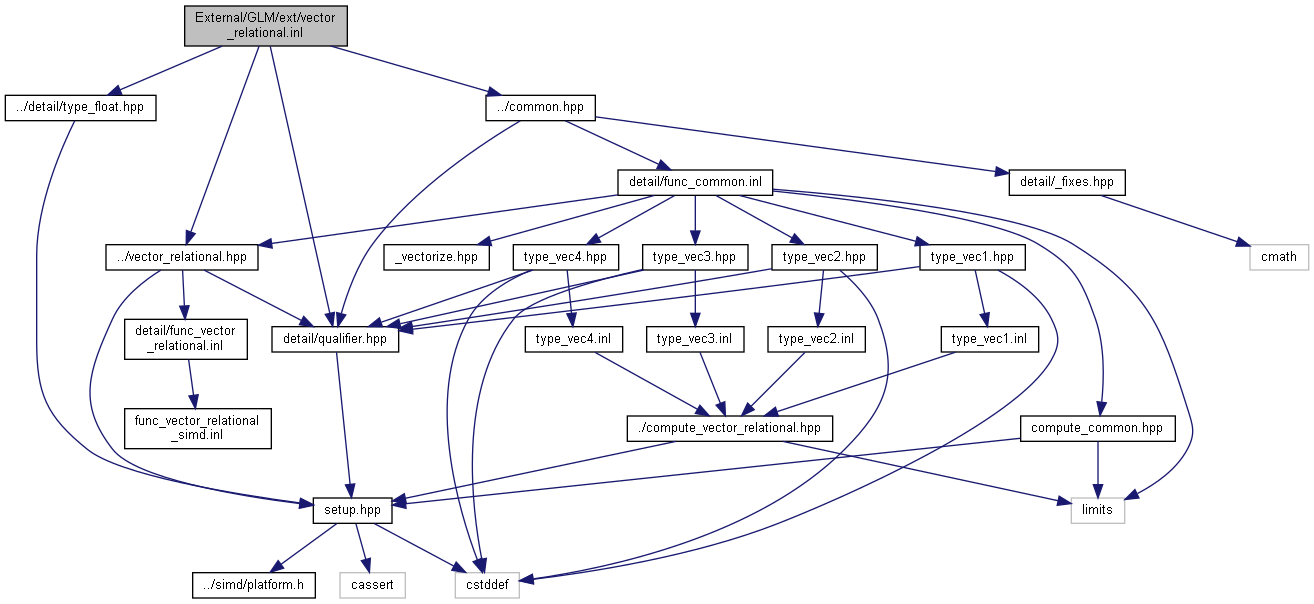 External/GLM/ext/vector
_relational.inl
../detail/type_float.hpp
../common.hpp
detail/func_common.inl
detail/_fixes.hpp
../vector_relational.hpp
_vectorize.hpp
type_vec4.hpp
type_vec3.hpp
type_vec2.hpp
type_vec1.hpp
cmath
detail/func_vector
_relational.inl
detail/qualifier.hpp
type_vec4.inl
type_vec3.inl
type_vec2.inl
type_vec1.inl
func_vector_relational
_simd.inl
./compute_vector_relational.hpp
compute_common.hpp
setup.hpp
limits
../simd/platform.h
cassert
cstddef